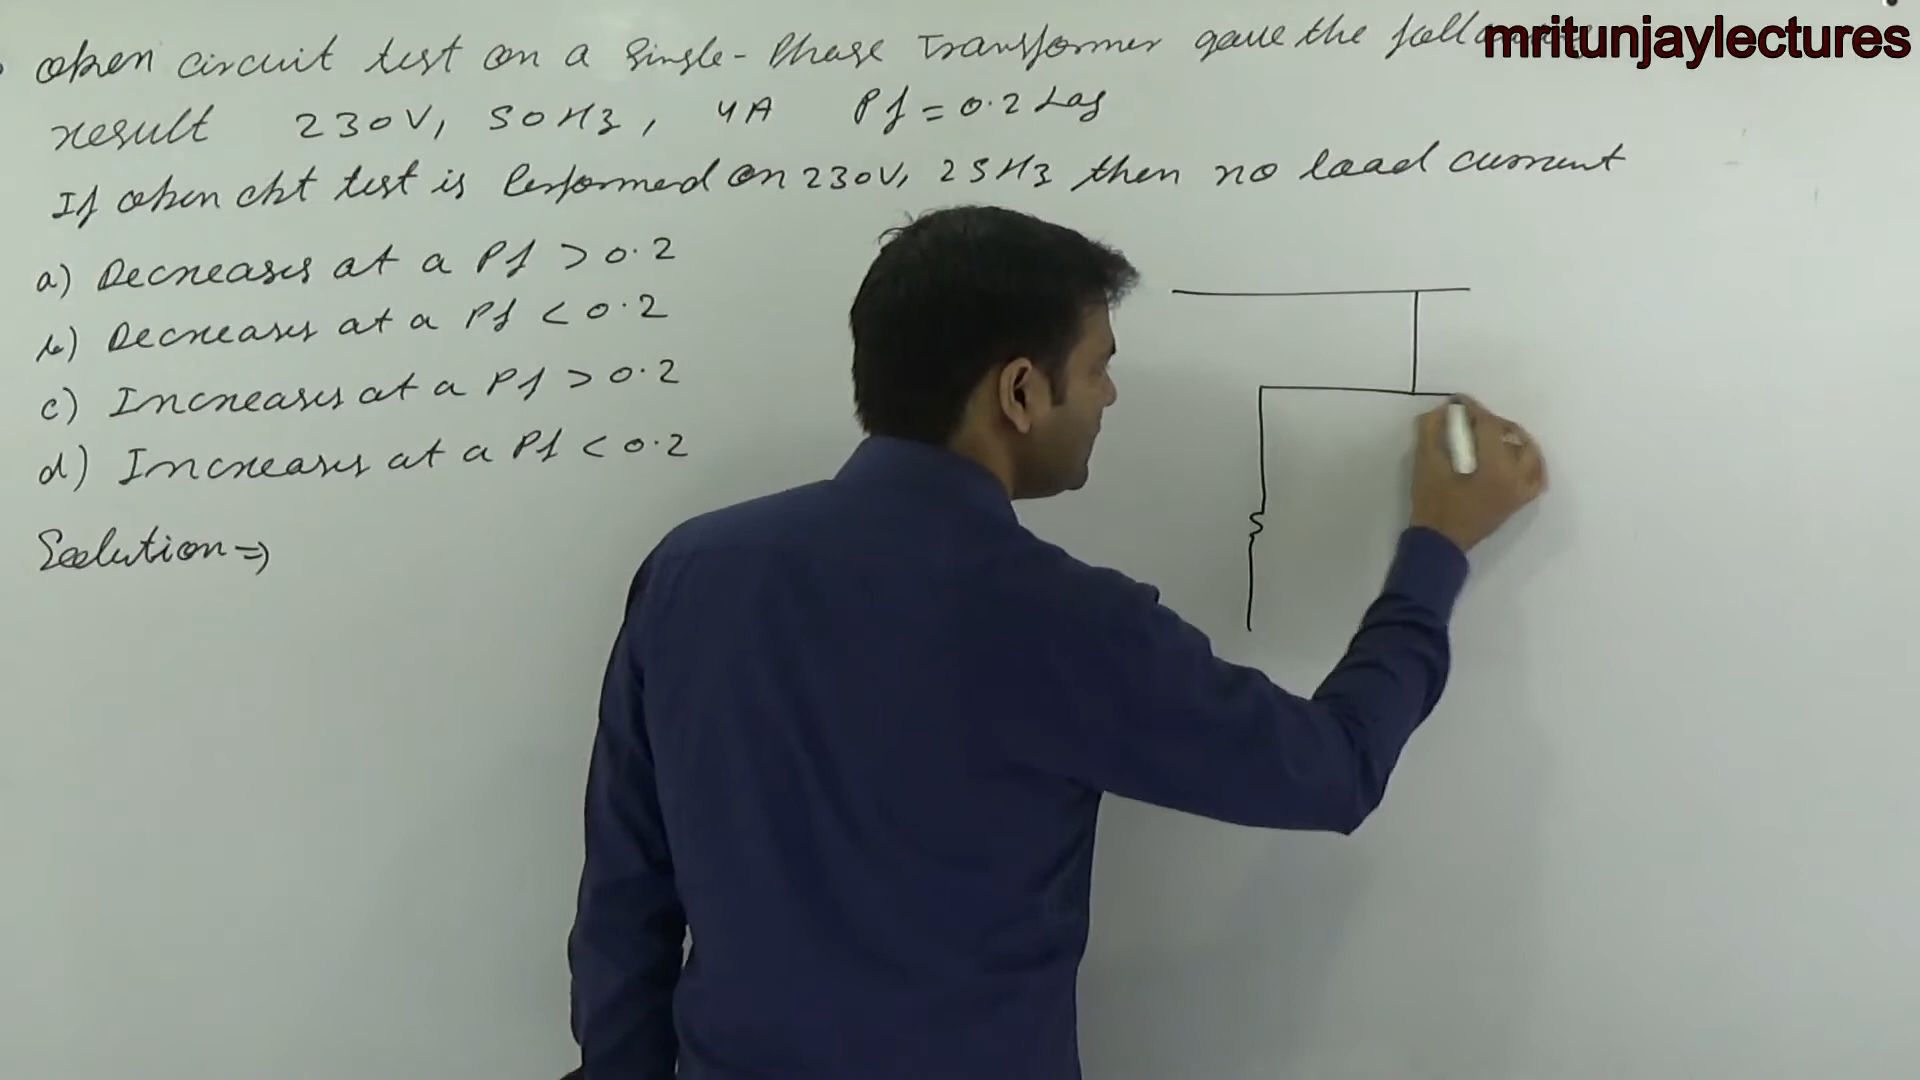 mritunjaylectures
open circuit test on a Single-Phase Transformer gave the following
result 230V, 50Hz, 4A Pf = 0.2 Lag
If open ckt test is Performed on 230V, 25Hz then no load current
a) Decreases at a Pf > 0.2
b) Decreases at a Pf < 0.2
c) Increases at a Pf > 0.2
d) Increases at a Pf < 0.2
Solution ⇒